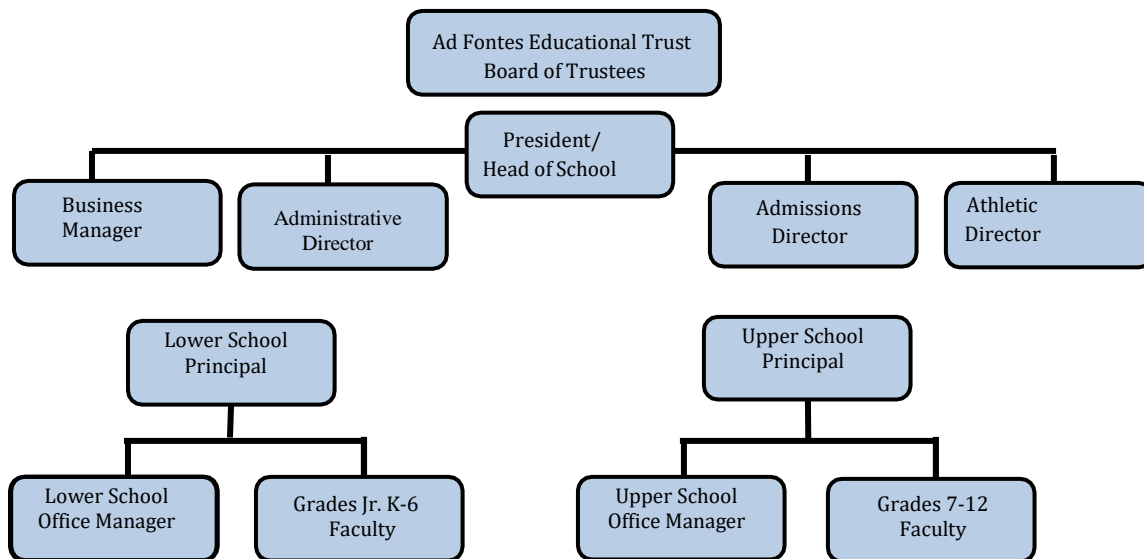 Ad Fontes Educational Trust
Board of Trustees
President/
Head of School
Business
Manager
Administrative
Director
Admissions
Director
Athletic
Director
Lower School
Principal
Upper School
Principal
Lower School
Office Manager
Grades Jr. K-6
Faculty
Upper School
Office Manager
Grades 7-12
Faculty